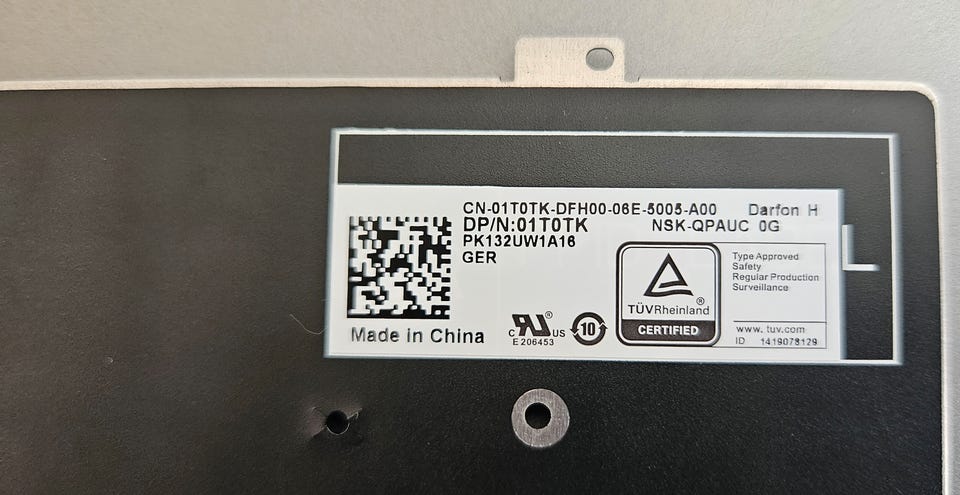 CN-01T0TK-DFH00-06E-5005-A00 Darfon H
DP/N:01T0TK NSK-QPAUC 0G
PK132UW1A16
GER
Made in China
C RU ® US
E206453
10
TÜVRheinland ®
CERTIFIED
Type Approved
Safety
Regular Production
Surveillance
www.tuv.com
ID 1419078129
L